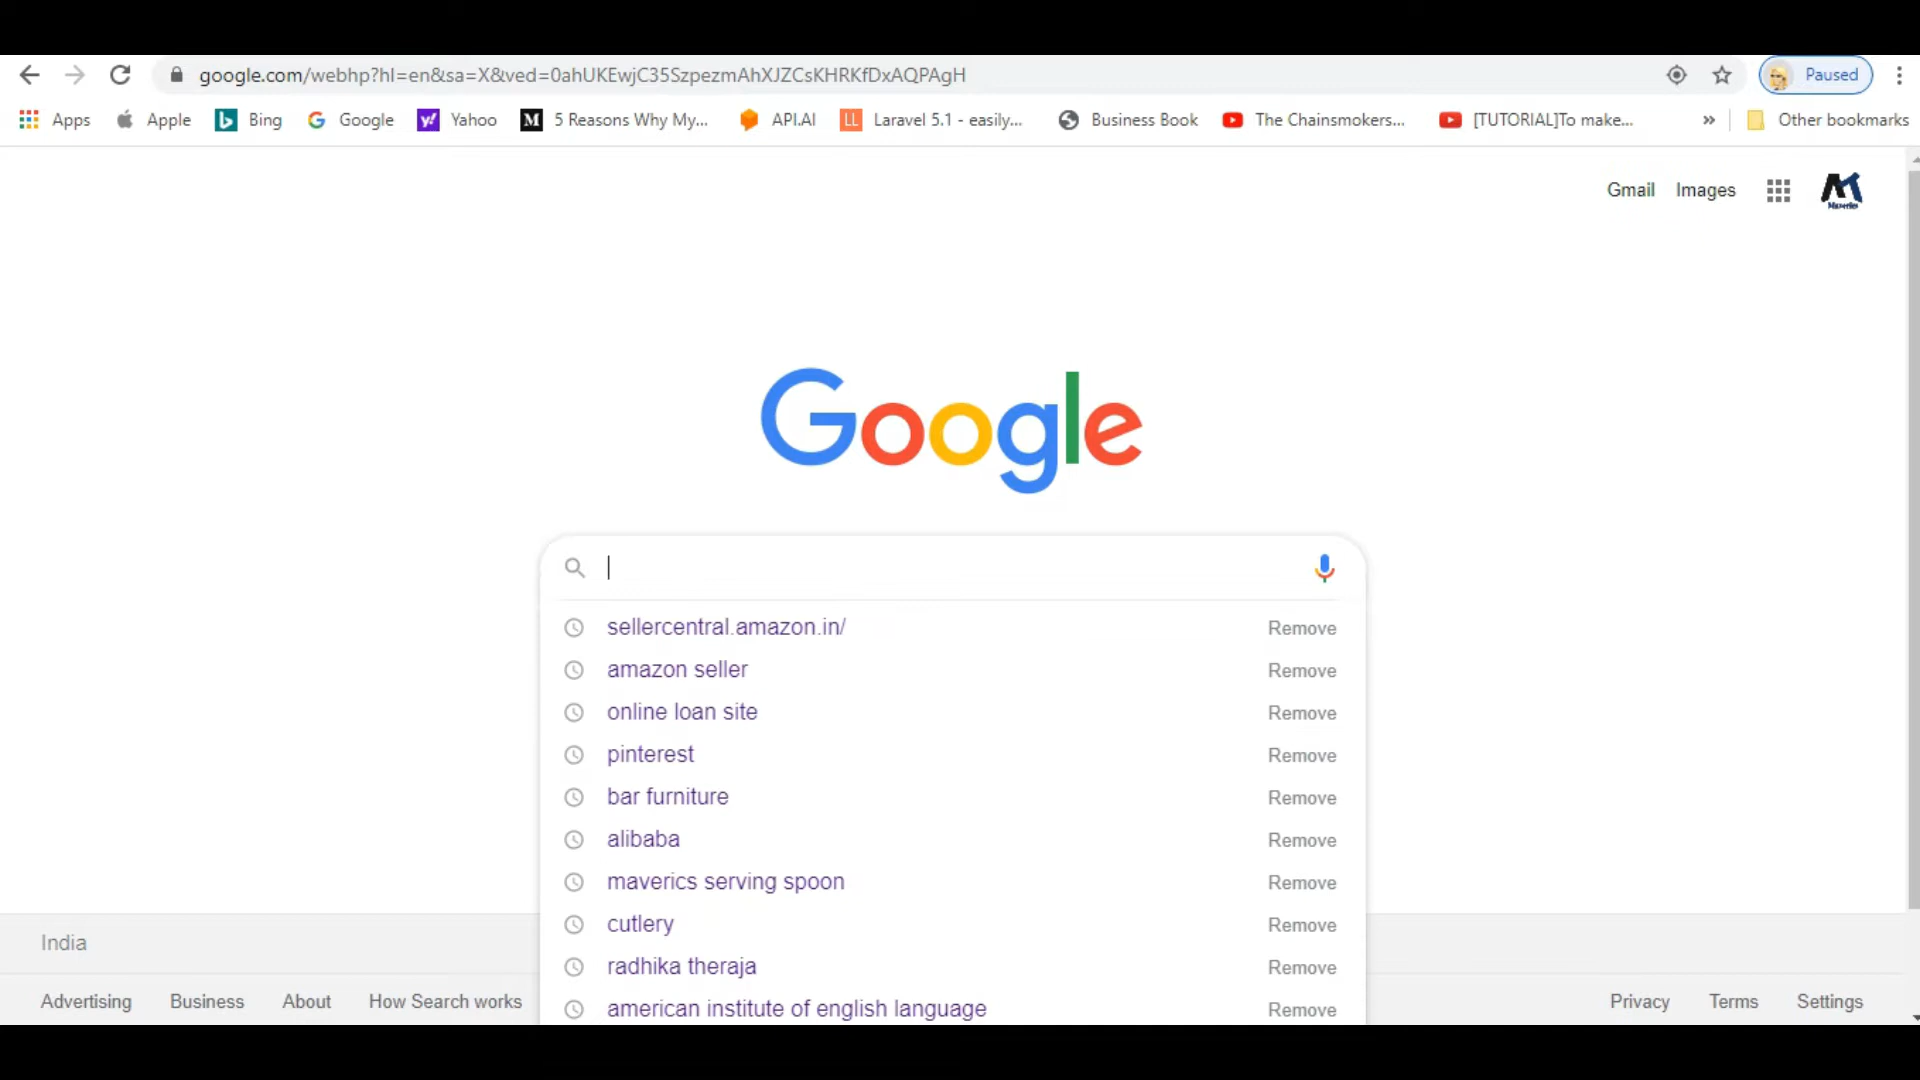 google.com/webhp?hl=en&sa=X&ved=0ahUKEwjC35SzpezmAhXJZCsKHRKfDxAQPAgH
Paused
Apps Apple Bing Google Yahoo 5 Reasons Why My... API.AI Laravel 5.1 - easily... Business Book The Chainsmokers... [TUTORIAL]To make... » Other bookmarks
Gmail Images
Maverics
Google
sellercentral.amazon.in/ Remove
amazon seller Remove
online loan site Remove
pinterest Remove
bar furniture Remove
alibaba Remove
maverics serving spoon Remove
cutlery Remove
radhika theraja Remove
american institute of english language Remove
India
Advertising Business About How Search works Privacy Terms Settings